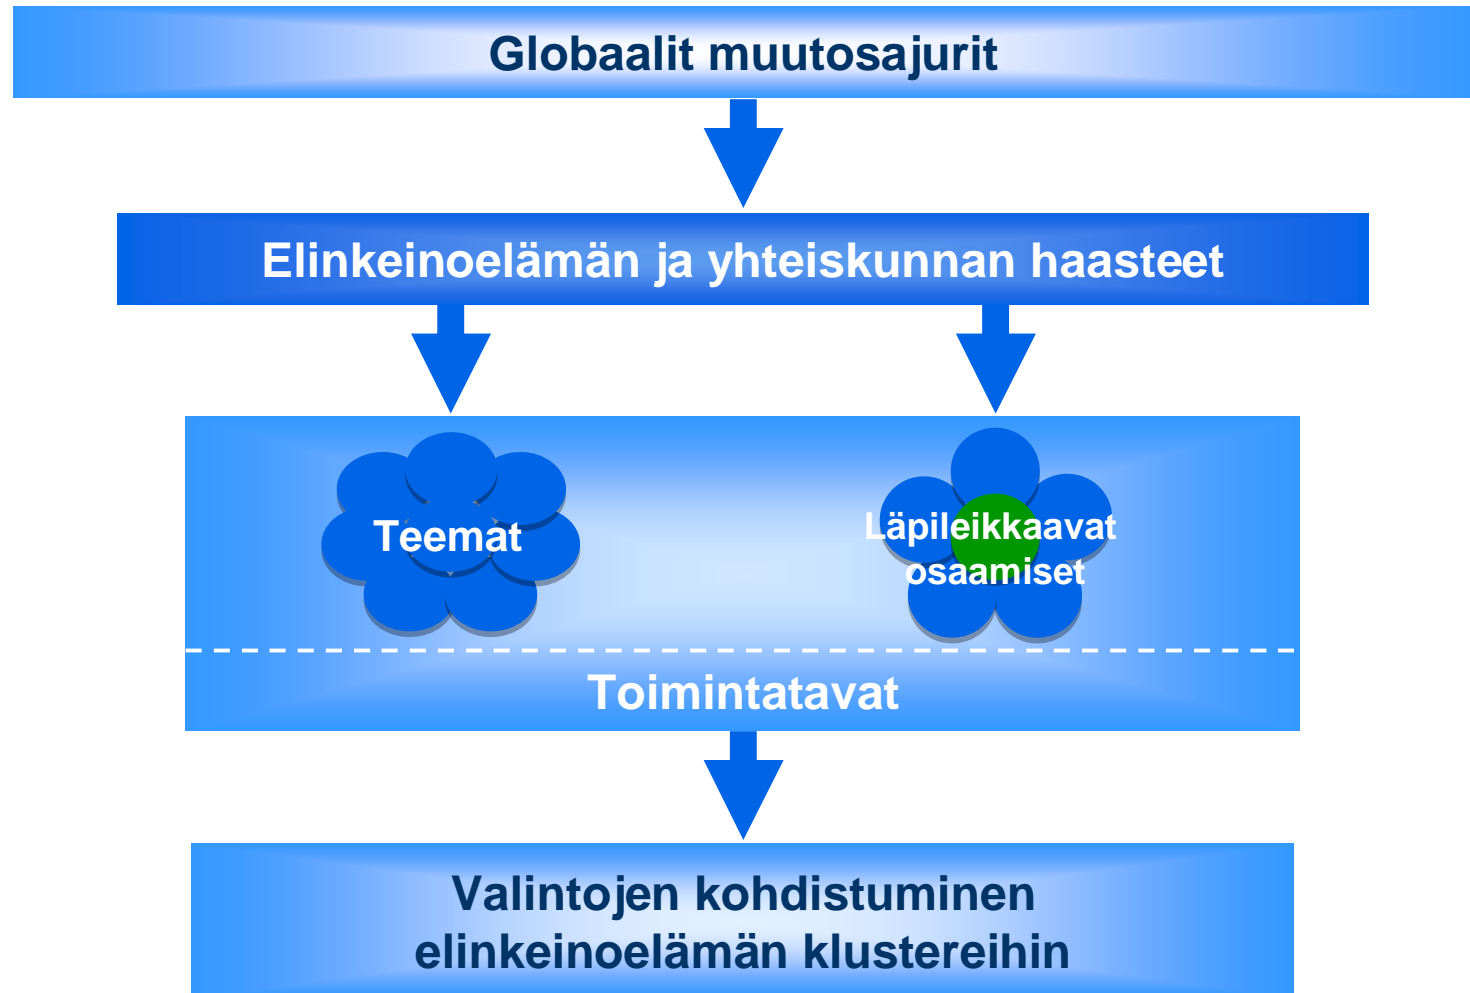 Globaalit muutosajurit
Elinkeinoelämän ja yhteiskunnan haasteet
Teemat
Läpileikkaavat
osaamiset
Toimintatavat
Valintojen kohdistuminen
elinkeinoelämän klustereihin